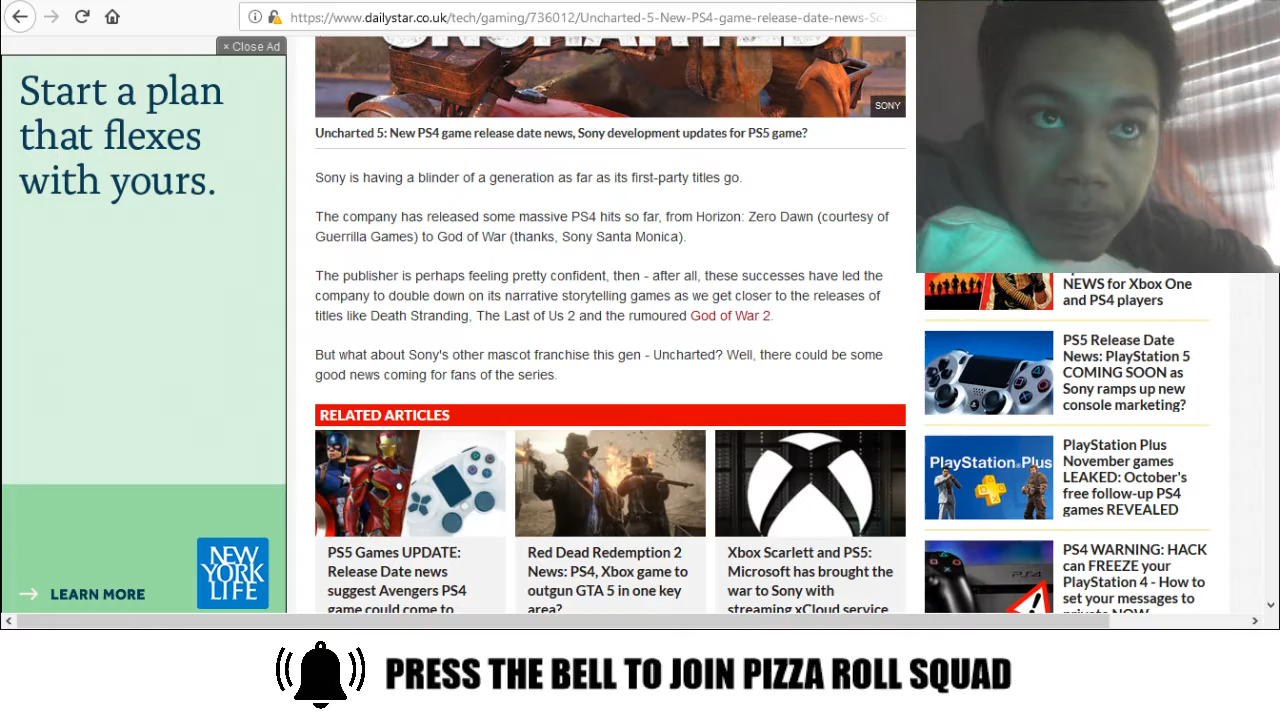 https://www.dailystar.co.uk/tech/gaming/736012/Uncharted-5-New-PS4-game-release-date-news-
× Close Ad
Start a plan
that flexes
with yours.
→ LEARN MORE
NEW
YORK
LIFE
UNCHARTED
SONY
Uncharted 5: New PS4 game release date news, Sony development updates for PS5 game?
Sony is having a blinder of a generation as far as its first-party titles go.
The company has released some massive PS4 hits so far, from Horizon: Zero Dawn (courtesy of
Guerrilla Games) to God of War (thanks, Sony Santa Monica).
The publisher is perhaps feeling pretty confident, then - after all, these successes have led the
company to double down on its narrative storytelling games as we get closer to the releases of
titles like Death Stranding, The Last of Us 2 and the rumoured God of War 2.
But what about Sony's other mascot franchise this gen - Uncharted? Well, there could be some
good news coming for fans of the series.
RELATED ARTICLES
PS5 Games UPDATE:
Release Date news
suggest Avengers PS4
game could come to
Red Dead Redemption 2
News: PS4, Xbox game to
outgun GTA 5 in one key
area?
Xbox Scarlett and PS5:
Microsoft has brought the
war to Sony with
streaming xCloud service
NEWS for Xbox One
and PS4 players
PS5 Release Date
News: PlayStation 5
COMING SOON as
Sony ramps up new
console marketing?
PlayStation Plus
PlayStation Plus
November games
LEAKED: October's
free follow-up PS4
games REVEALED
PS4
PS4 WARNING: HACK
can FREEZE your
PlayStation 4 - How to
set your messages to
private NOW
PRESS THE BELL TO JOIN PIZZA ROLL SQUAD